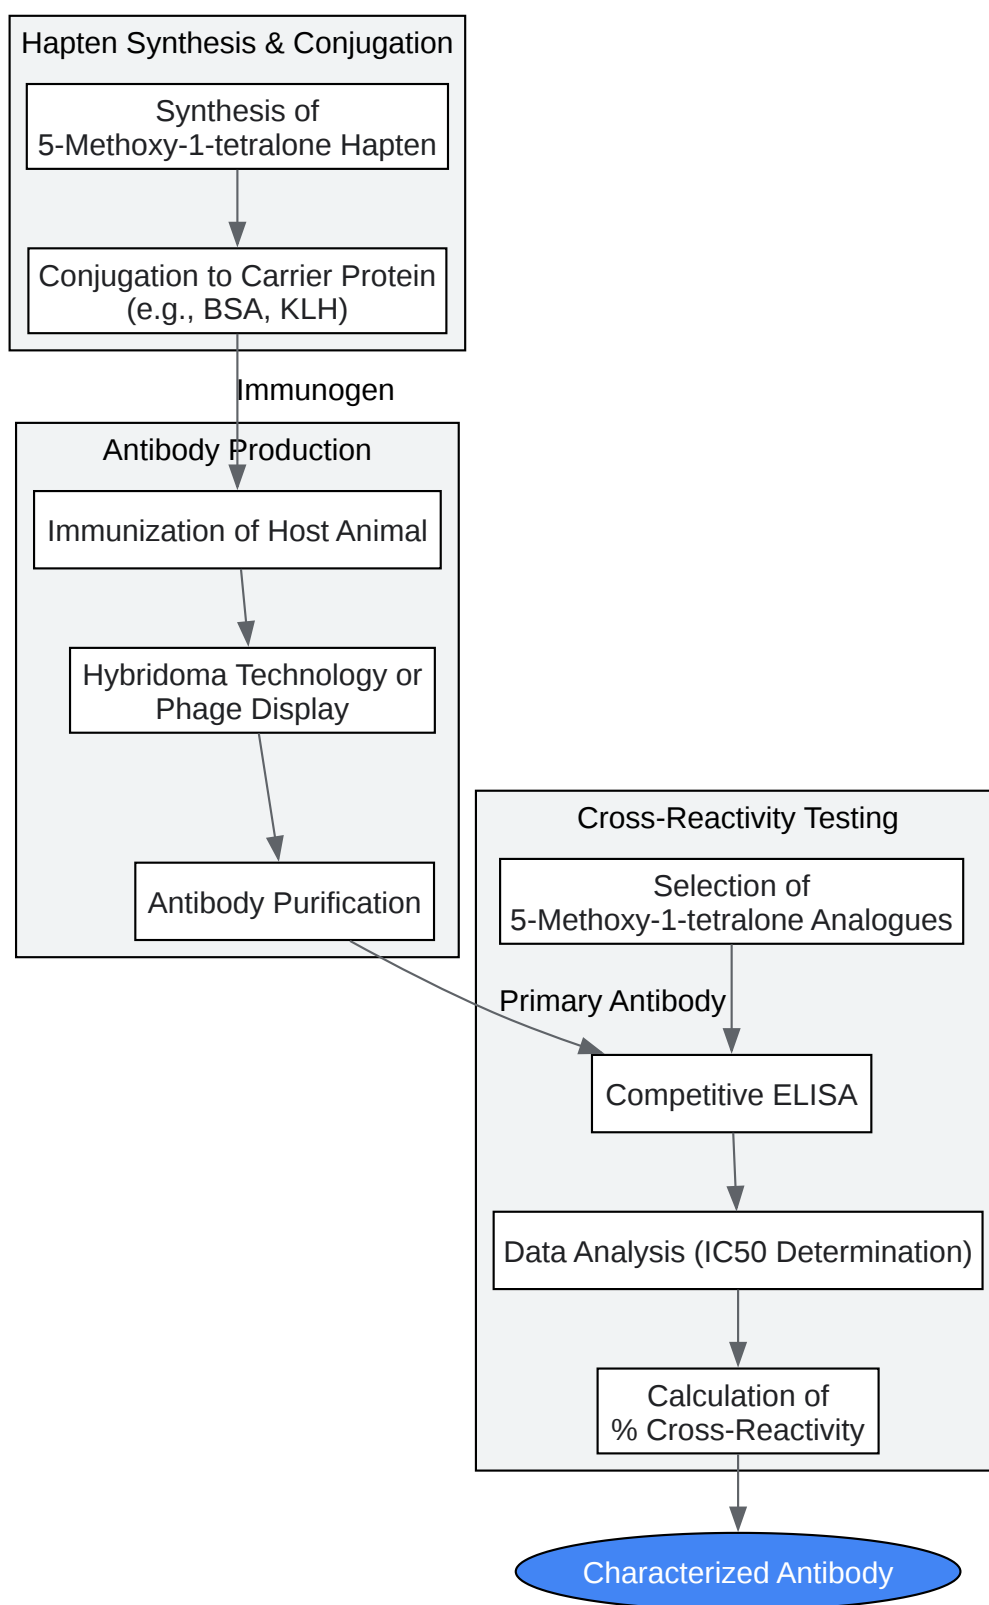 Hapten Synthesis & Conjugation
Synthesis of
5-Methoxy-1-tetralone Hapten
Conjugation to Carrier Protein
(e.g., BSA, KLH)
Immunogen
Antibody Production
Immunization of Host Animal
Hybridoma Technology or
Phage Display
Antibody Purification
Cross-Reactivity Testing
Selection of
5-Methoxy-1-tetralone Analogues
Primary Antibody
Competitive ELISA
Data Analysis (IC50 Determination)
Calculation of
% Cross-Reactivity
Characterized Antibody